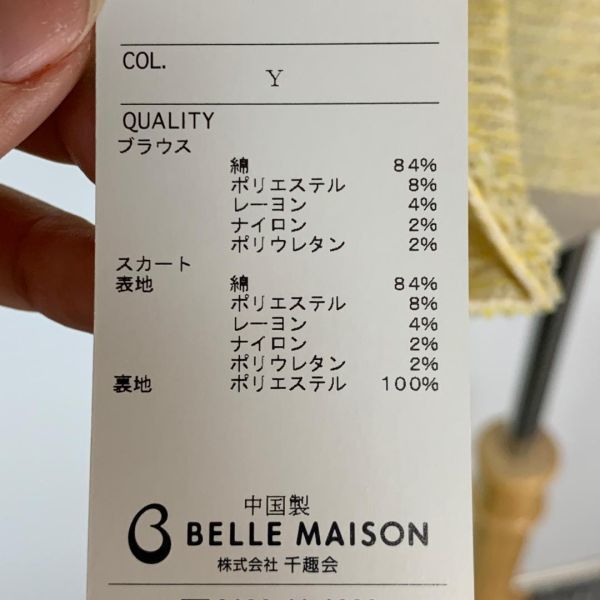 COL.
Y
QUALITY
ブラウス
綿 84%
ポリエステル 8%
レーヨン 4%
ナイロン 2%
ポリウレタン 2%
スカート
表地 綿 84%
ポリエステル 8%
レーヨン 4%
ナイロン 2%
ポリウレタン 2%
裏地 ポリエステル 100%
中国製
BELLE MAISON
株式会社 千趣会